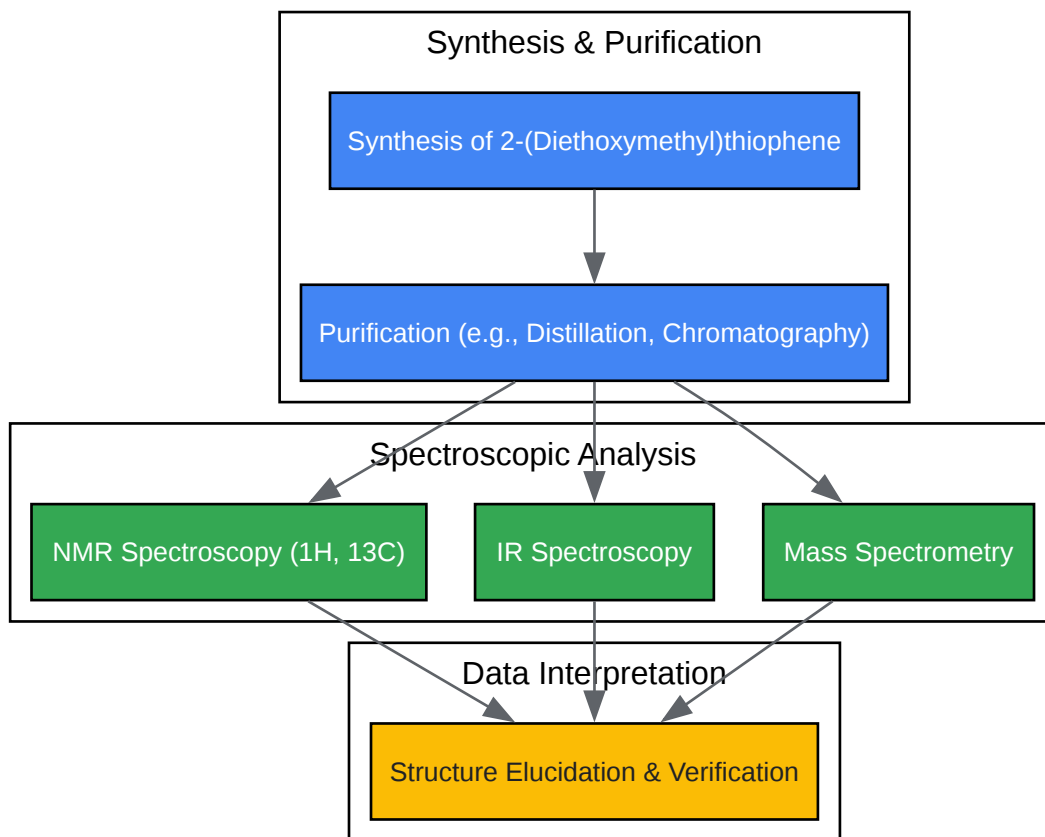 Synthesis & Purification
Synthesis of 2-(Diethoxymethyl)thiophene
Purification (e.g., Distillation, Chromatography)
Spectroscopic Analysis
NMR Spectroscopy (1H, 13C)
IR Spectroscopy
Mass Spectrometry
Data Interpretation
Structure Elucidation & Verification